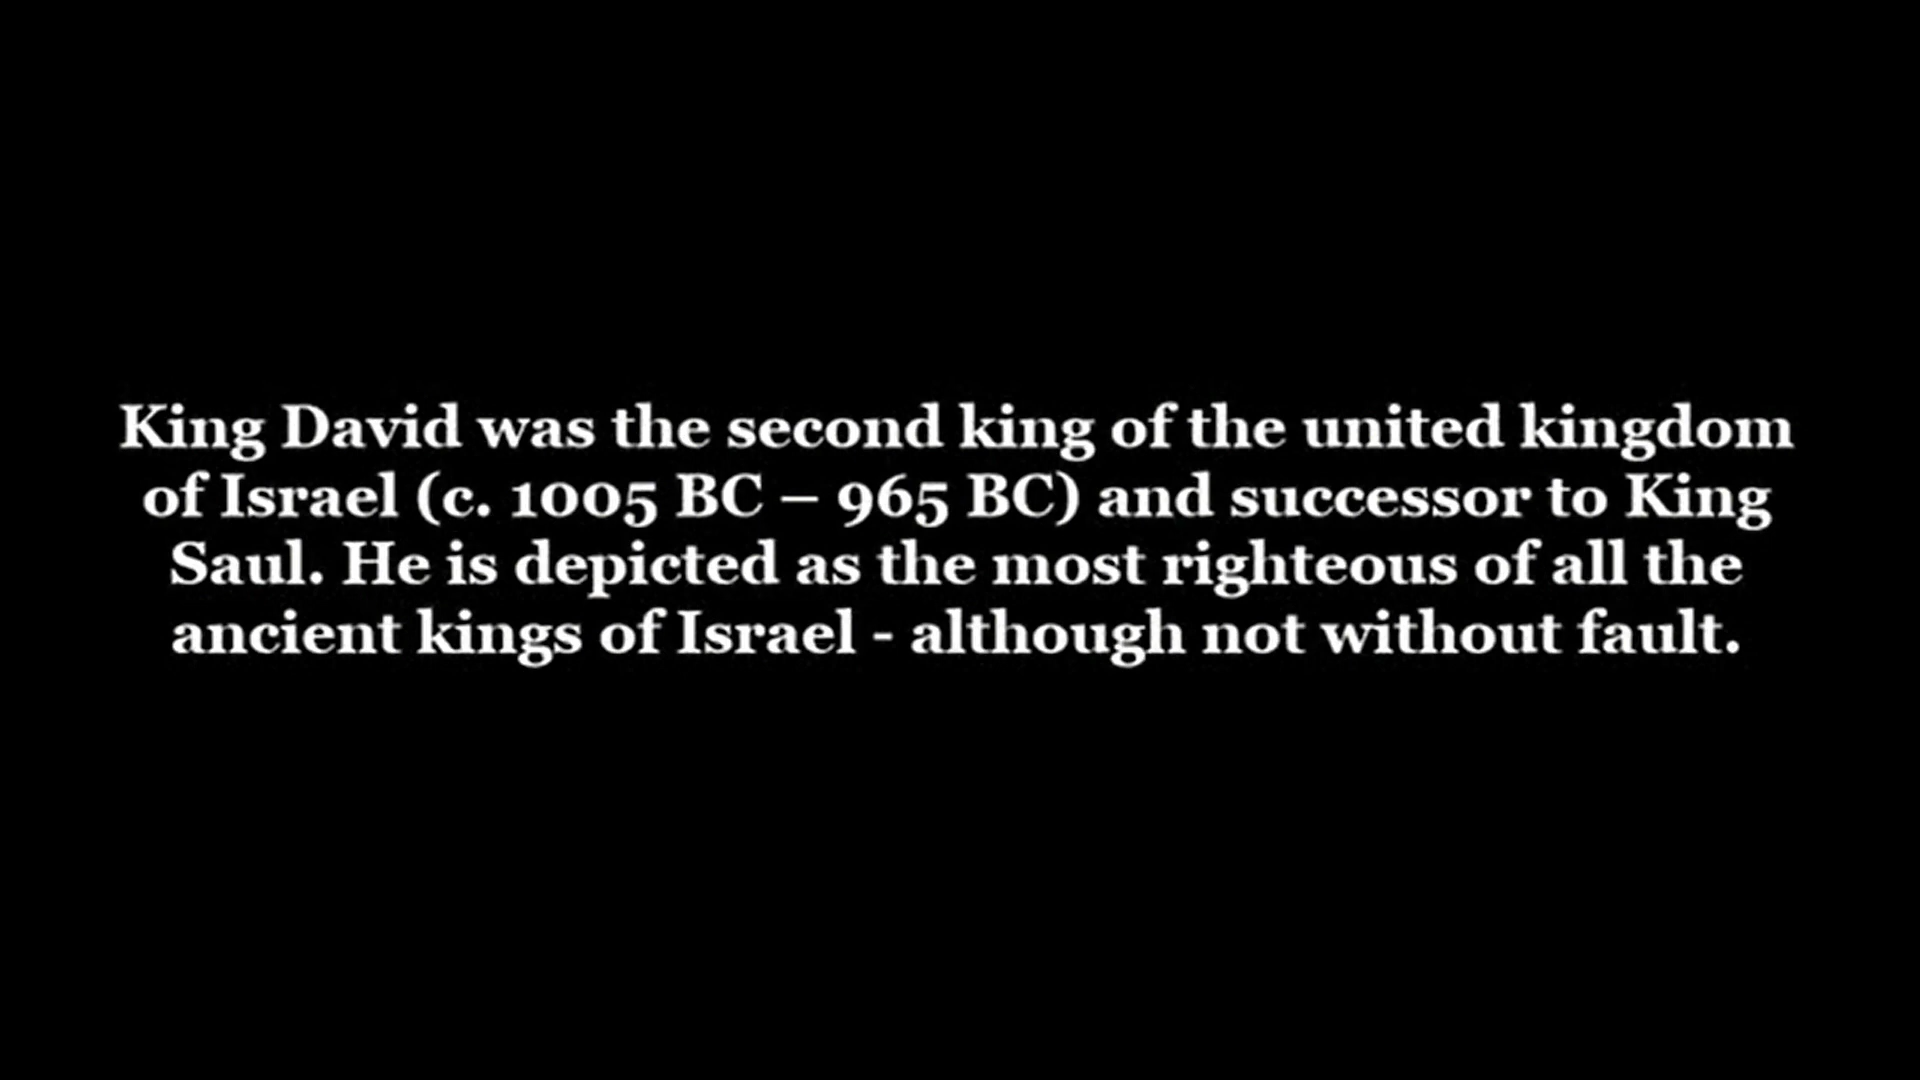 King David was the second king of the united kingdom
of Israel (c. 1005 BC – 965 BC) and successor to King
Saul. He is depicted as the most righteous of all the
ancient kings of Israel - although not without fault.